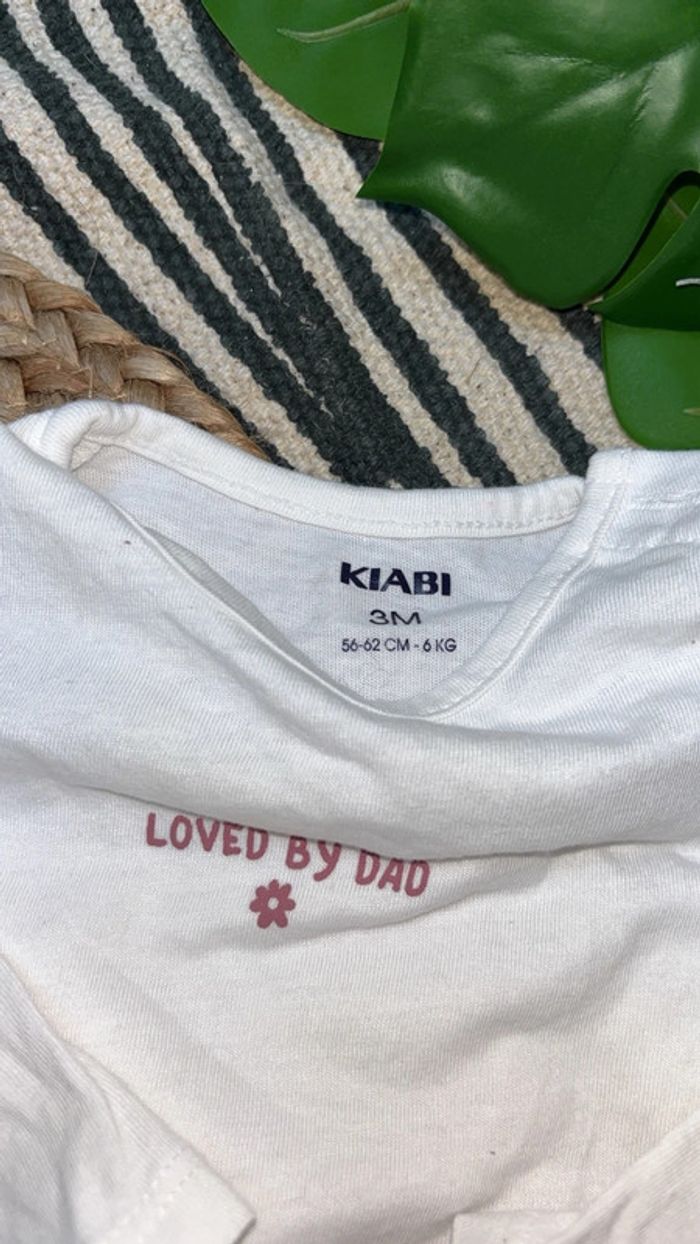 KIABI
3M
56-62 CM - 6 KG
LOVED BY DAD